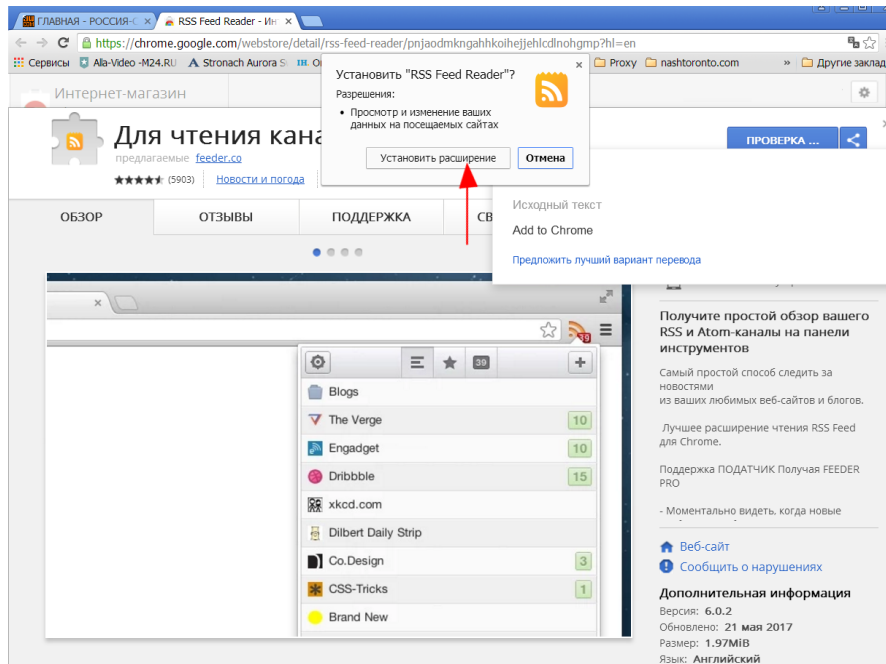 ГЛАВНАЯ - РОССИЯ-С
RSS Feed Reader - Ин
https://chrome.google.com/webstore/detail/rss-feed-reader/pnjaodmkngahhkoihejjehlcdlnohgmp?hl=en
Сервисы
Alla-Video -M24.RU
A Stronach Aurora S
Proxy
nashtoronto.com
»
Другие заклад
Интернет-магазин
Установить "RSS Feed Reader"?
Разрешения:
• Просмотр и изменение ваших
данных на посещаемых сайтах
Установить расширение
Отмена
Для чтения кана
предлагаемые feeder.co
(5903)
Новости и погода
ПРОВЕРКА ...
ОБЗОР
ОТЗЫВЫ
ПОДДЕРЖКА
СВ
Исходный текст
Add to Chrome
Предложить лучший вариант перевода
39
Blogs
The Verge 10
Engadget 10
Dribbble 15
xkcd.com
Dilbert Daily Strip
Co.Design 3
CSS-Tricks 1
Brand New
Получите простой обзор вашего
RSS и Atom-каналы на панели
инструментов
Самый простой способ следить за
новостями
из ваших любимых веб-сайтов и блогов.
Лучшее расширение чтения RSS Feed
для Chrome.
Поддержка ПОДАТЧИК Получая FEEDER
PRO
- Моментально видеть, когда новые
Веб-сайт
Сообщить о нарушениях
Дополнительная информация
Версия: 6.0.2
Обновлено: 21 мая 2017
Размер: 1.97MiB
Язык: Английский